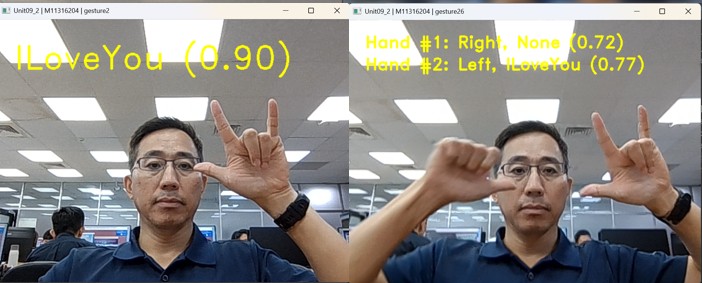 Unit09_2 | M11316204 | gesture2
ILoveYou (0.90)
Unit09_2 | M11316204 | gesture26
Hand #1: Right, None (0.72)
Hand #2: Left, ILoveYou (0.77)